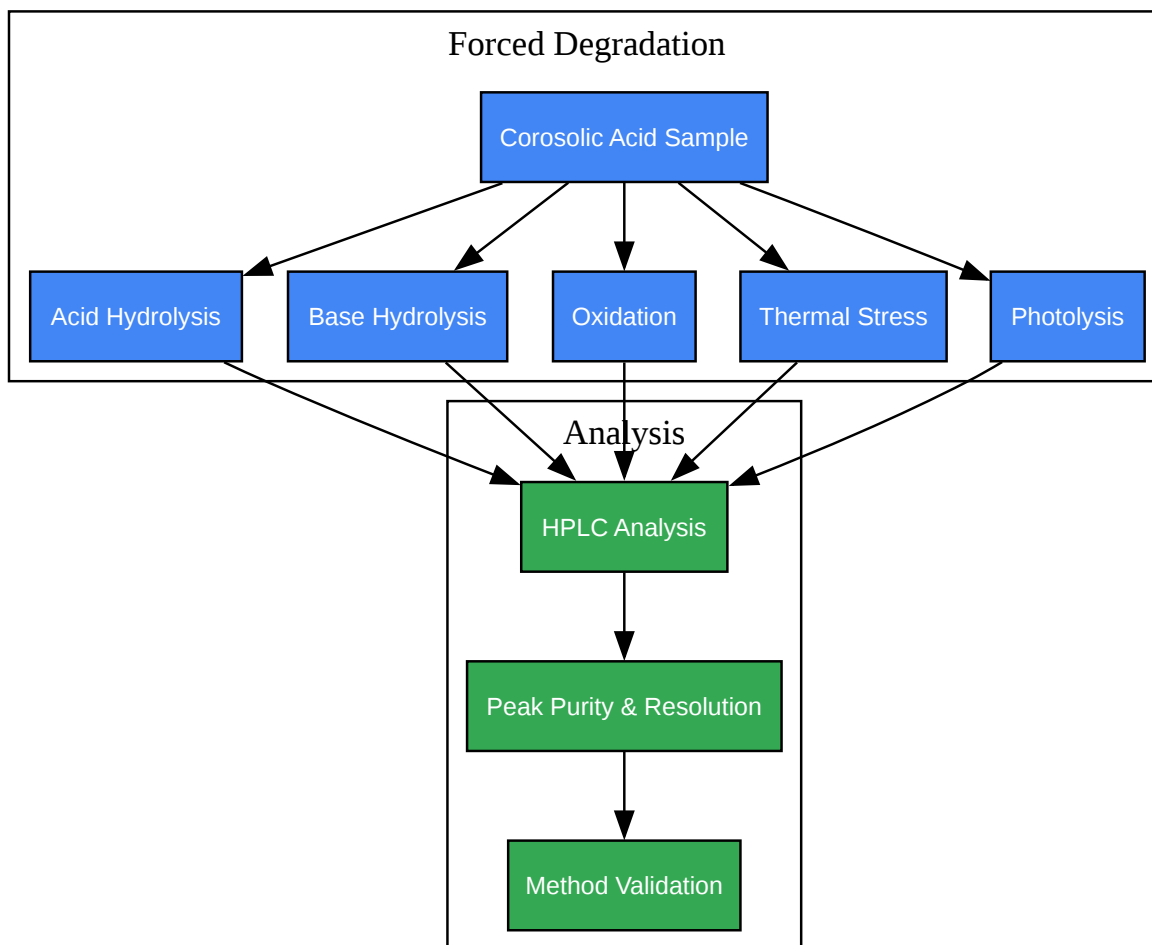 Forced Degradation
Corosolic Acid Sample
Acid Hydrolysis
Base Hydrolysis
Oxidation
Thermal Stress
Photolysis
Analysis
HPLC Analysis
Peak Purity & Resolution
Method Validation